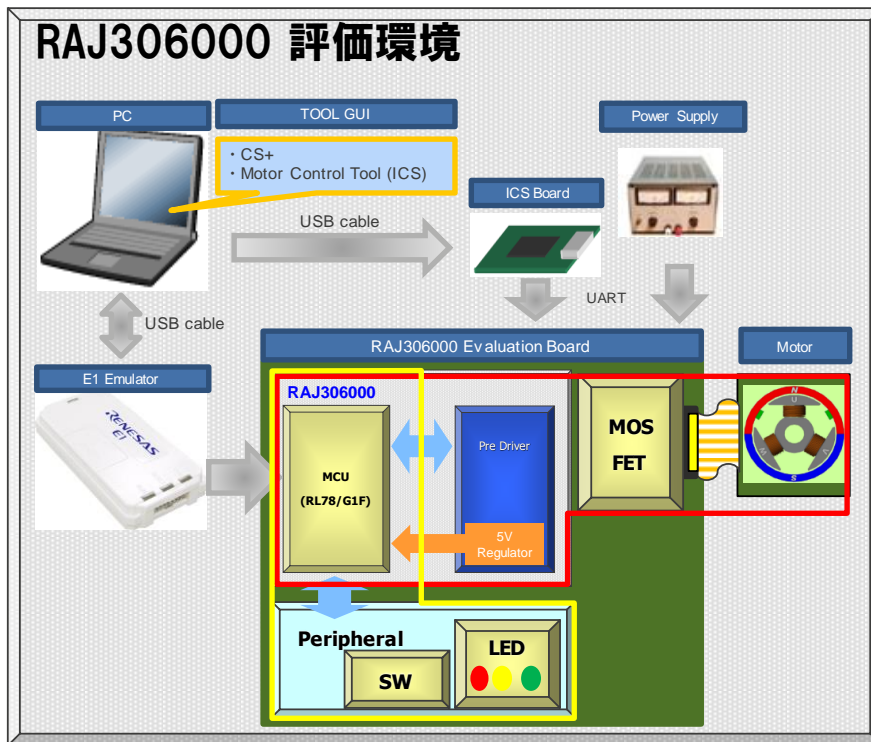 RAJ306000 評価環境
PC
TOOL GUI
Power Supply
・CS+
・Motor Control Tool (ICS)
ICS Board
USB cable
UART
USB cable
RAJ306000 Evaluation Board
Motor
E1 Emulator
RAJ306000
RENESAS
E1
MCU
(RL78/G1F)
Pre Driver
MOS
FET
N
U
W
V
S
5V
Regulator
Peripheral
SW
LED